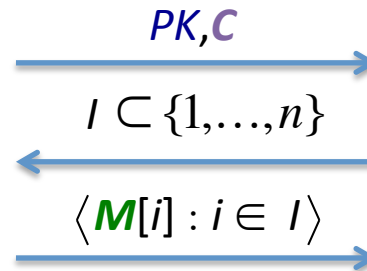 PK,C
I ⊂ {1,…,n}
⟨M[i] : i ∈ I⟩